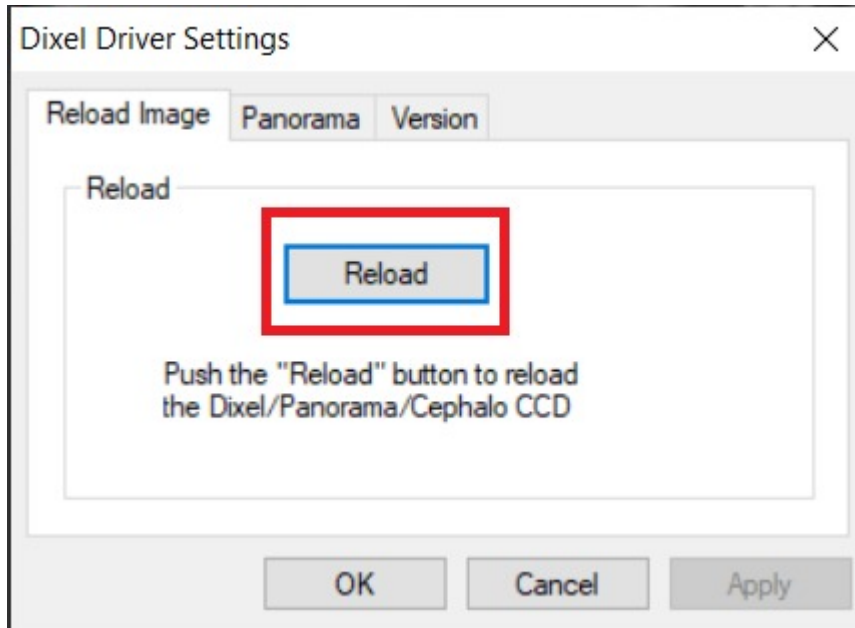 Dixel Driver Settings
Reload Image
Panorama
Version
Reload
Reload
Push the "Reload" button to reload
the Dixel/Panorama/Cephalo CCD
OK
Cancel
Apply